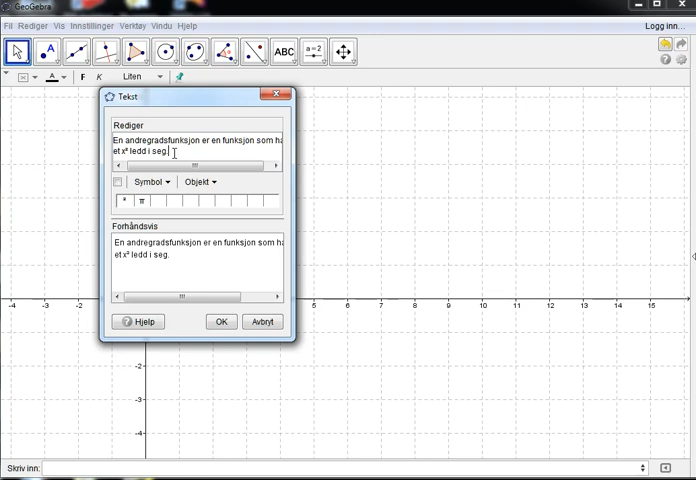 GeoGebra
Fil Rediger Vis Innstillinger Verktøy Vindu Hjelp Logg inn...
ABC a=2
A F K Liten
Tekst
Rediger
En andregradsfunksjon er en funksjon som ha
et x² ledd i seg.
Symbol Objekt
² π
Forhåndsvis
En andregradsfunksjon er en funksjon som ha
et x² ledd i seg.
Hjelp OK Avbryt
-4 -3 5 6 7 8 9 10 11 12 13 14 15
-2
-3
-4
Skriv inn: